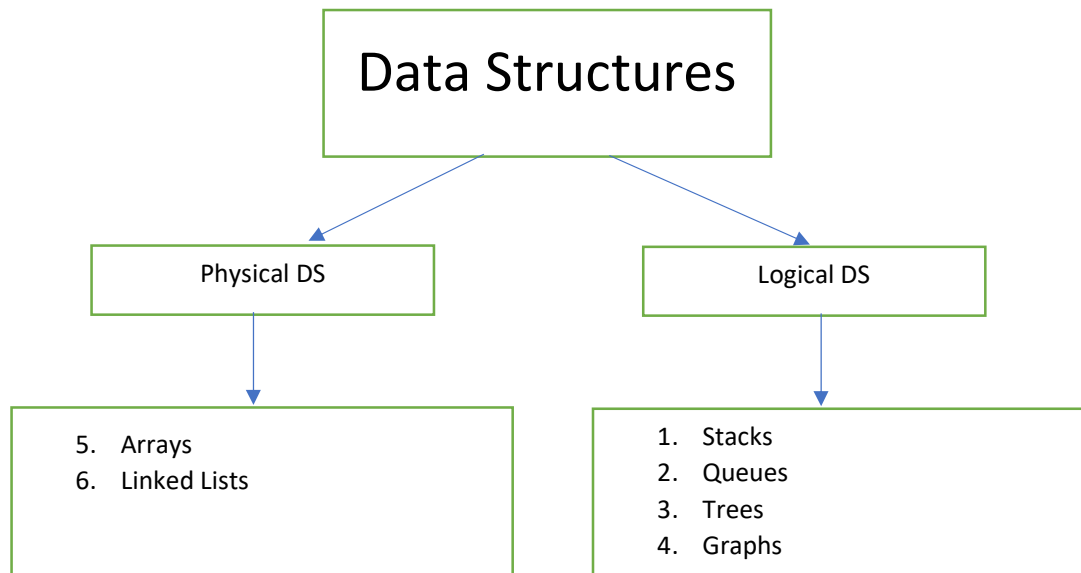 Data Structures
Physical DS
Logical DS
5. Arrays
6. Linked Lists
1. Stacks
2. Queues
3. Trees
4. Graphs